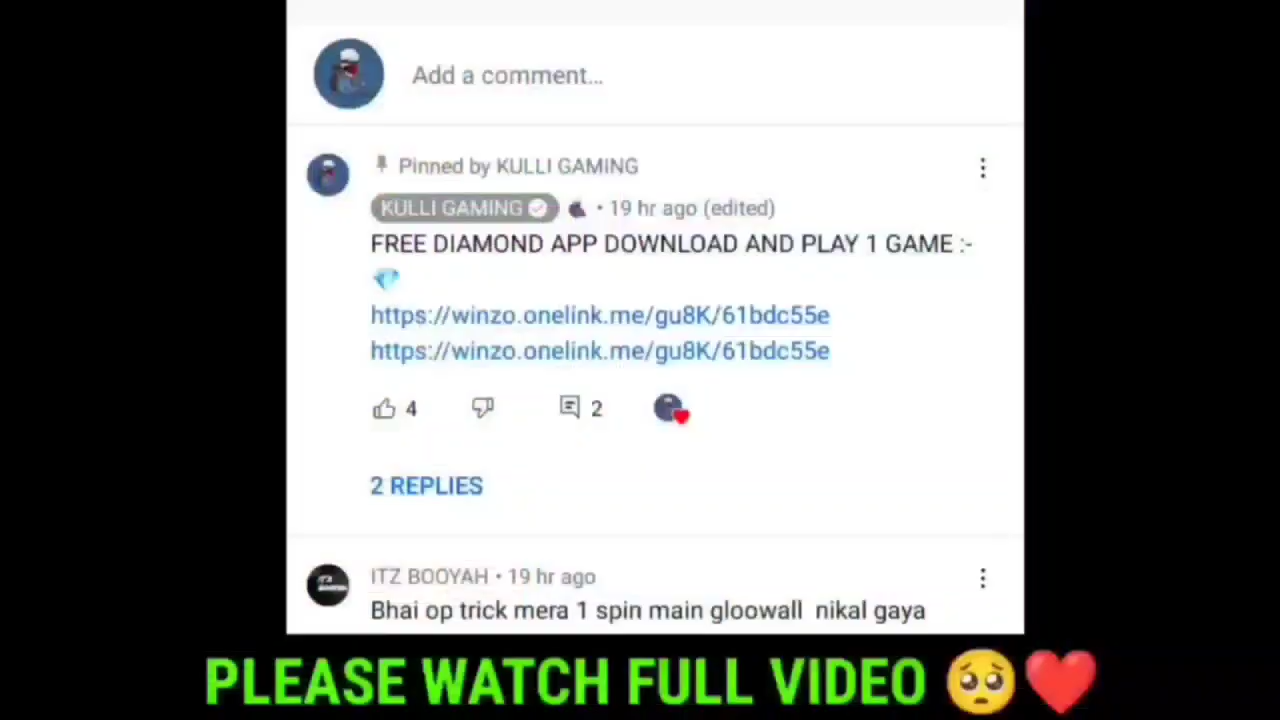 Add a comment...
Pinned by KULLI GAMING
KULLI GAMING • 19 hr ago (edited)
FREE DIAMOND APP DOWNLOAD AND PLAY 1 GAME :-
💎
https://winzo.onelink.me/gu8K/61bdc55e
https://winzo.onelink.me/gu8K/61bdc55e
4 2
2 REPLIES
ITZ BOOYAH • 19 hr ago
Bhai op trick mera 1 spin main gloowall nikal gaya
PLEASE WATCH FULL VIDEO 🥺❤️